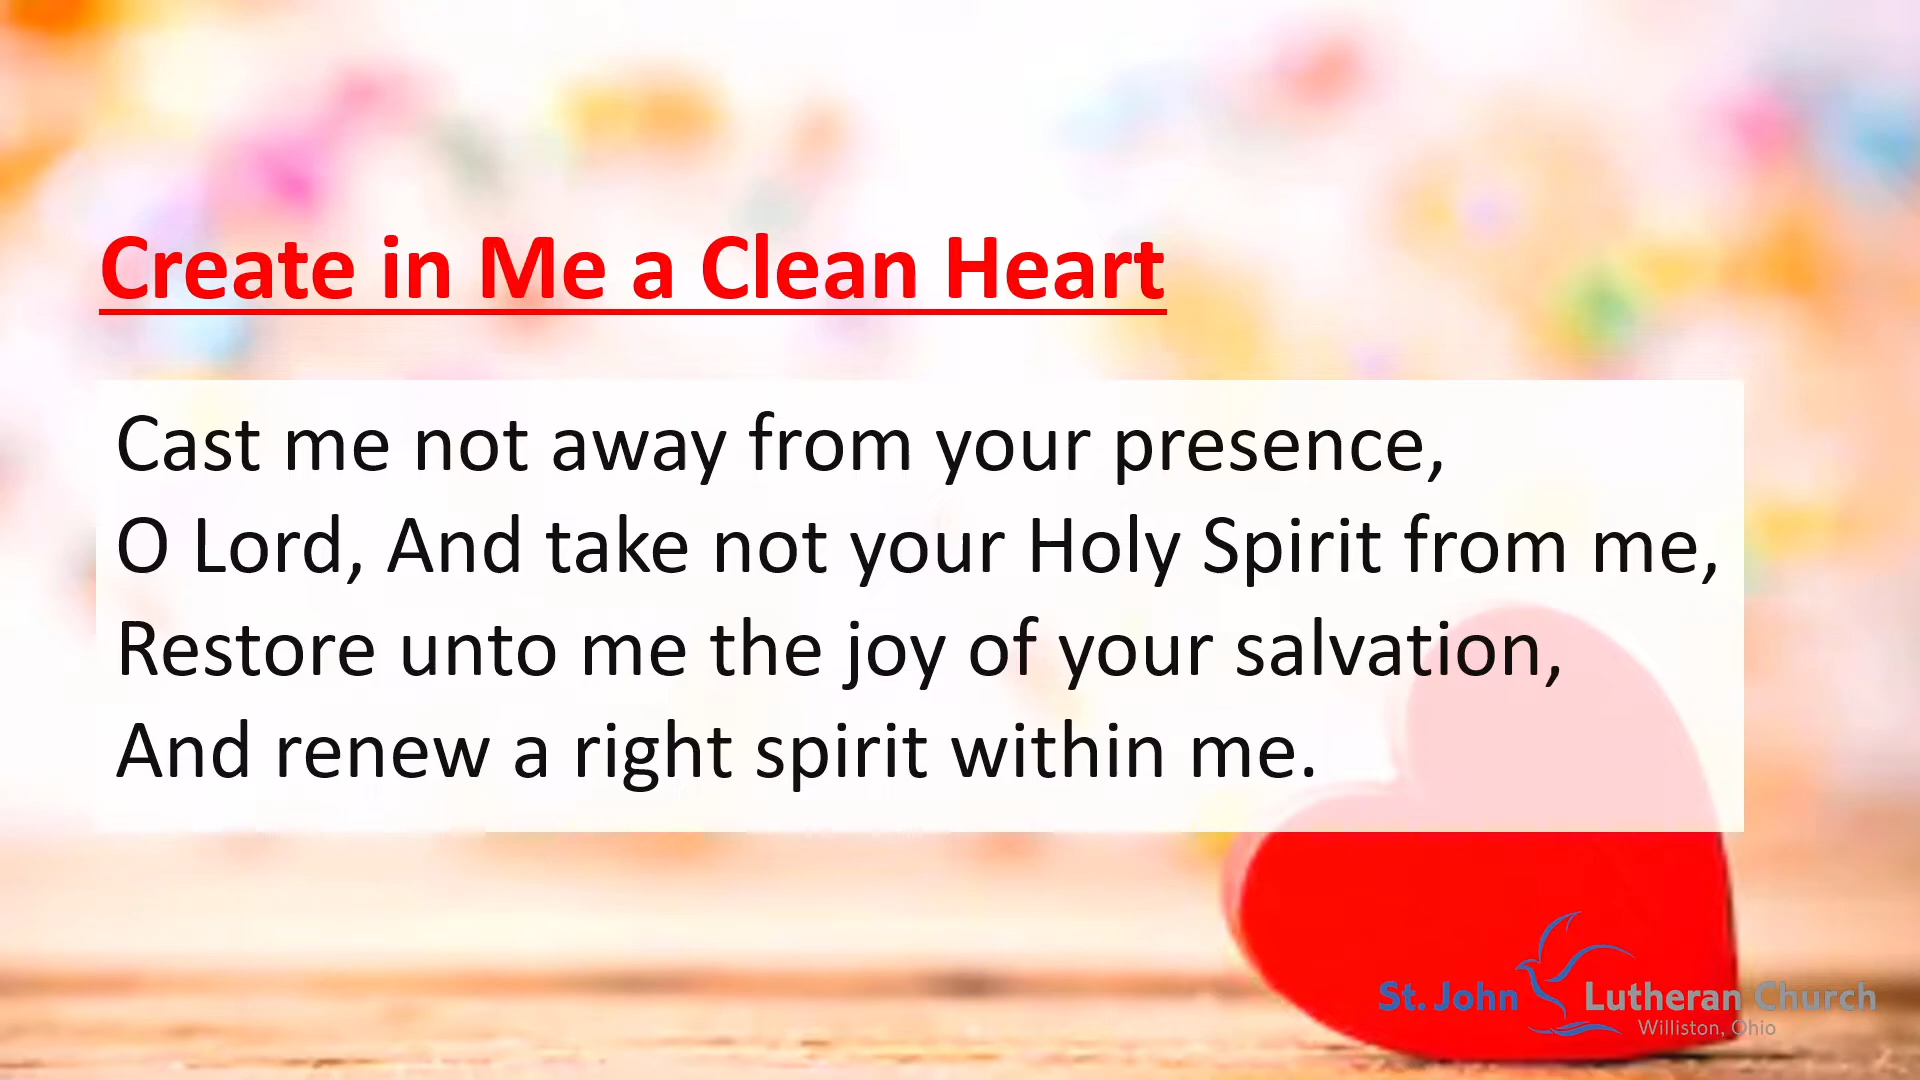 Create in Me a Clean Heart
Cast me not away from your presence,
O Lord, And take not your Holy Spirit from me,
Restore unto me the joy of your salvation,
And renew a right spirit within me.
St. John Lutheran Church
Williston, Ohio